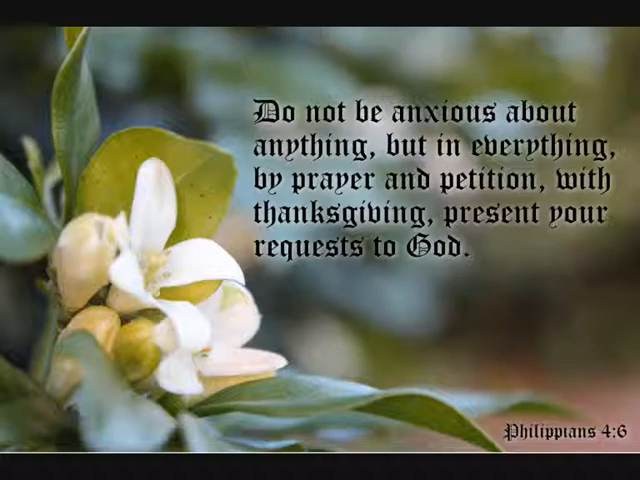 Do not be anxious about
anything, but in everything,
by prayer and petition, with
thanksgiving, present your
requests to God.
Philippians 4:6